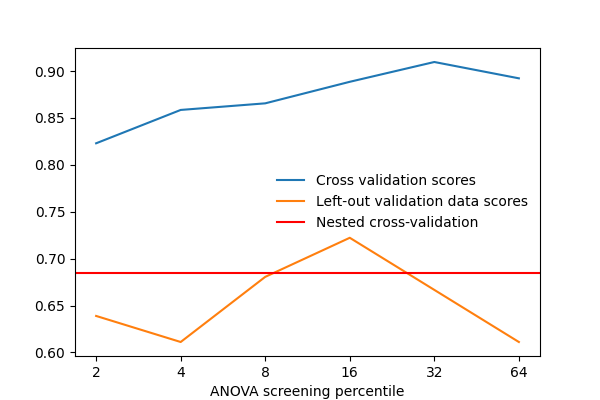 0.90
0.85
0.80
0.75
0.70
0.65
0.60
Cross validation scores
Left-out validation data scores
Nested cross-validation
2 4 8 16 32 64
ANOVA screening percentile